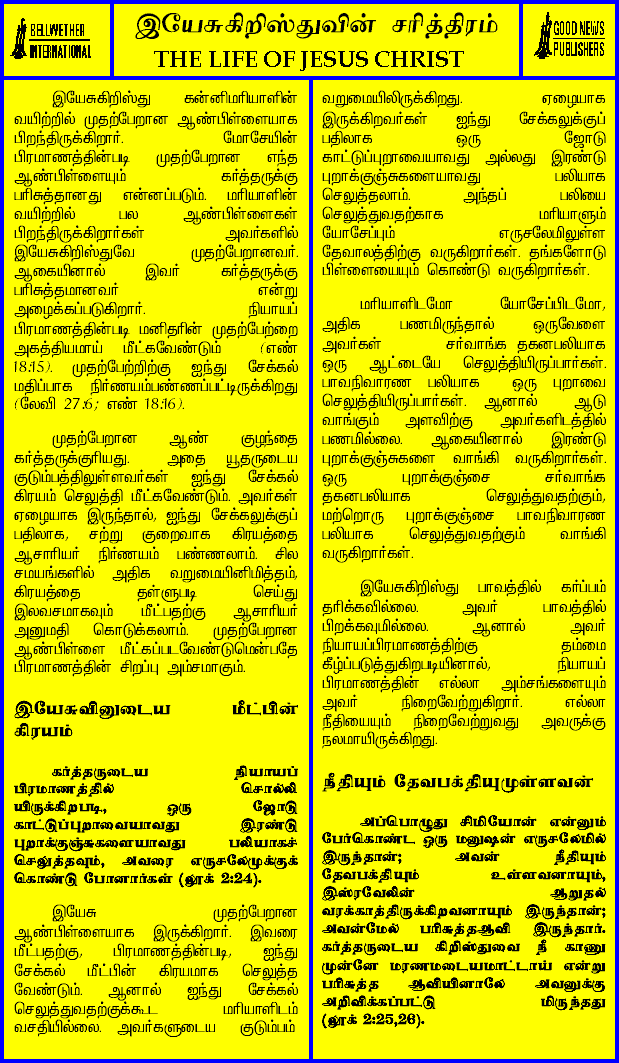 BELLWETHER
INTERNATIONAL
இயேசுகிறிஸ்துவின் சரித்திரம்
THE LIFE OF JESUS CHRIST
GOOD NEWS
PUBLISHERS
இயேசுகிறிஸ்து கன்னிமரியாளின்
வயிற்றில் முதற்பேறான ஆண்பிள்ளையாக
பிறந்திருக்கிறார். மோசேயின்
பிரமாணத்தின்படி முதற்பேறான எந்த
ஆண்பிள்ளையும் கர்த்தருக்கு
பரிசுத்தானது என்னப்படும். மரியாளின்
வயிற்றில் பல ஆண்பிள்ளைகள்
பிறந்திருக்கிறார்கள் அவர்களில்
இயேசுகிறிஸ்துவே முதற்பேறானவர்.
ஆகையினால் இவர் கர்த்தருக்கு
பரிசுத்தமானவர் என்று
அழைக்கப்படுகிறார். நியாயப்
பிரமாணத்தின்படி மனிதரின் முதற்பேற்றை
அகத்தியமாய் மீட்கவேண்டும் (எண்
18:15). முதற்பேற்றிற்கு ஐந்து சேக்கல்
மதிப்பாக நிர்ணயம்பண்ணப்பட்டிருக்கிறது
(லேவி 27:6; எண் 18:16).
முதற்பேறான ஆண் குழந்தை
கர்த்தருக்குரியது. அதை யூதருடைய
குடும்பத்திலுள்ளவர்கள் ஐந்து சேக்கல்
கிரயம் செலுத்தி மீட்கவேண்டும். அவர்கள்
ஏழையாக இருந்தால், ஐந்து சேக்கலுக்குப்
பதிலாக, சற்று குறைவாக கிரயத்தை
ஆசாரியர் நிர்ணயம் பண்ணலாம். சில
சமயங்களில் அதிக வறுமையினிமித்தம்,
கிரயத்தை தள்ளுபடி செய்து
இலவசமாகவும் மீட்பதற்கு ஆசாரியர்
அனுமதி கொடுக்கலாம். முதற்பேறான
ஆண்பிள்ளை மீட்கப்படவேண்டுமென்பதே
பிரமாணத்தின் சிறப்பு அம்சமாகும்.
இயேசுவினுடைய மீட்பின்
கிரயம்
கர்த்தருடைய நியாயப்
பிரமாணத்தில் சொல்லி
யிருக்கிறபடி, ஒரு ஜோடு
காட்டுப்புறாவையாவது இரண்டு
புறாக்குஞ்சுகளையாவது பலியாகச்
செலுத்தவும், அவரை எருசலேமுக்குக்
கொண்டு போனார்கள் (லூக் 2:24).
இயேசு முதற்பேறான
ஆண்பிள்ளையாக இருக்கிறார். இவரை
மீட்பதற்கு, பிரமாணத்தின்படி, ஐந்து
சேக்கல் மீட்பின் கிரயமாக செலுத்த
வேண்டும். ஆனால் ஐந்து சேக்கல்
செலுத்துவதற்குக்கூட மரியாளிடம்
வசதியில்லை. அவர்களுடைய குடும்பம்
வறுமையிலிருக்கிறது. ஏழையாக
இருக்கிறவர்கள் ஐந்து சேக்கலுக்குப்
பதிலாக ஒரு ஜோடு
காட்டுப்புறாவையாவது அல்லது இரண்டு
புறாக்குஞ்சுகளையாவது பலியாக
செலுத்தலாம். அந்தப் பலியை
செலுத்துவதற்காக மரியாளும்
யோசேப்பும் எருசலேமிலுள்ள
தேவாலத்திற்கு வருகிறார்கள். தங்களோடு
பிள்ளையையும் கொண்டு வருகிறார்கள்.
மரியாளிடமோ யோசேப்பிடமோ,
அதிக பணமிருந்தால் ஒருவேளை
அவர்கள் சர்வாங்க தகனபலியாக
ஒரு ஆட்டையே செலுத்தியிருப்பார்கள்.
பாவநிவாரண பலியாக ஒரு புறாவை
செலுத்தியிருப்பார்கள். ஆனால் ஆடு
வாங்கும் அளவிற்கு அவர்களிடத்தில்
பணமில்லை. ஆகையினால் இரண்டு
புறாக்குஞ்சுகளை வாங்கி வருகிறார்கள்.
ஒரு புறாக்குஞ்சை சர்வாங்க
தகனபலியாக செலுத்துவதற்கும்,
மற்றொரு புறாக்குஞ்சை பாவநிவாரண
பலியாக செலுத்துவதற்கும் வாங்கி
வருகிறார்கள்.
இயேசுகிறிஸ்து பாவத்தில் கர்ப்பம்
தரிக்கவில்லை. அவர் பாவத்தில்
பிறக்கவுமில்லை. ஆனால் அவர்
நியாயப்பிரமாணத்திற்கு தம்மை
கீழ்ப்படுத்துகிறபடியினால், நியாயப்
பிரமாணத்தின் எல்லா அம்சங்களையும்
அவர் நிறைவேற்றுகிறார். எல்லா
நீதியையும் நிறைவேற்றுவது அவருக்கு
நலமாயிருக்கிறது.
நீதியும் தேவபக்தியுமுள்ளவன்
அப்பொழுது சிமியோன் என்னும்
பேர்கொண்ட ஒரு மனுஷன் எருசலேமில்
இருந்தான்; அவன் நீதியும்
தேவபக்தியும் உள்ளவனாயும்,
இஸ்ரவேலின் ஆறுதல்
வரக்காத்திருக்கிறவனாயும் இருந்தான்;
அவன்மேல் பரிசுத்தஆவி இருந்தார்.
கர்த்தருடைய கிறிஸ்துவை நீ காணு
முன்னே மரணமடையமாட்டாய் என்று
பரிசுத்த ஆவியினாலே அவனுக்கு
அறிவிக்கப்பட்டு மிருந்தது
(லூக் 2:25,26).